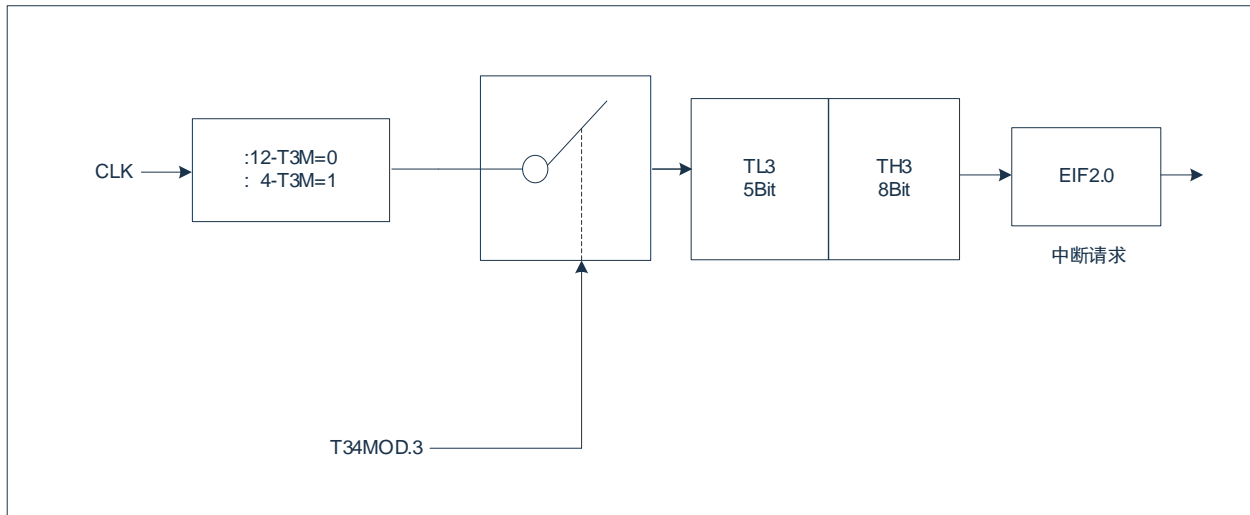 CLK
:12-T3M=0
: 4-T3M=1
TL3
5Bit
TH3
8Bit
EIF2.0
中断请求
T34MOD.3